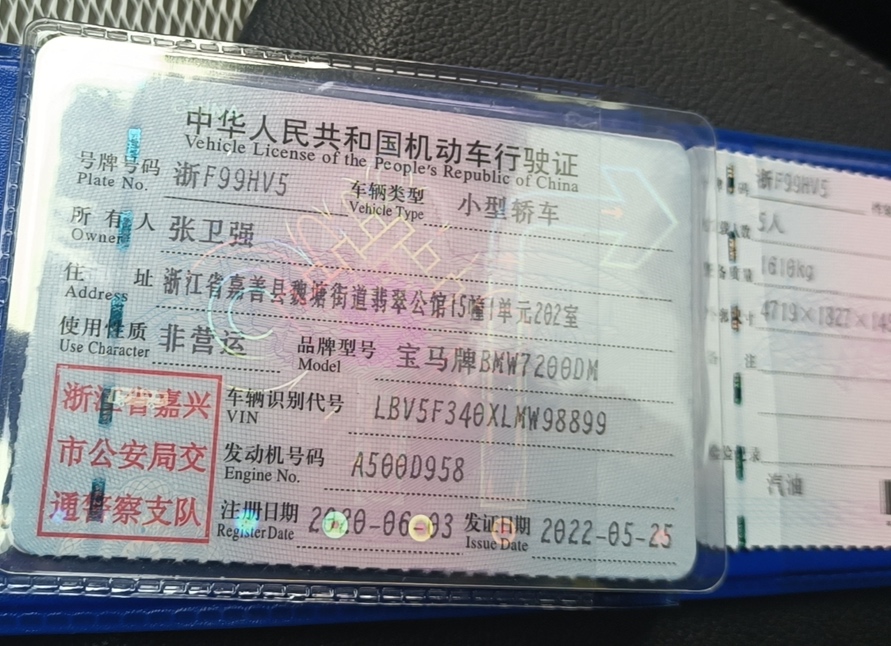 中华人民共和国机动车行驶证
Vehicle License of the People's Republic of China
号牌号码 浙F99HV5 车辆类型 小型轿车
Plate No. Vehicle Type
所有人 张卫强
Owner
住址 浙江省嘉善县魏塘街道翡翠公馆15幢1单元202室
Address
使用性质 非营运 品牌型号 宝马牌BMW7200DM
Use Character Model
浙江省嘉兴
市公安局交
通警察支队
车辆识别代号 LBV5F340XLMW98899
VIN
发动机号码 A500D958
Engine No.
注册日期 2020-06-03 发证日期 2022-05-25
Register Date Issue Date
浙F99HV5
5人
1610kg
4719×1827×14
注
汽油